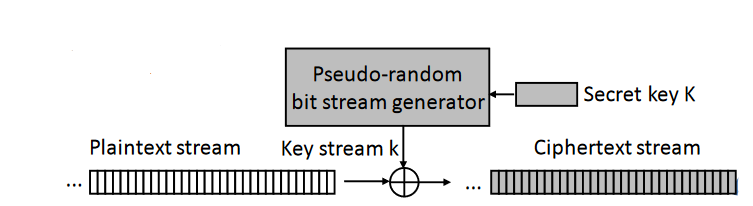 Pseudo-random
bit stream generator
Secret key K
Plaintext stream
Key stream k
Ciphertext stream
...
...